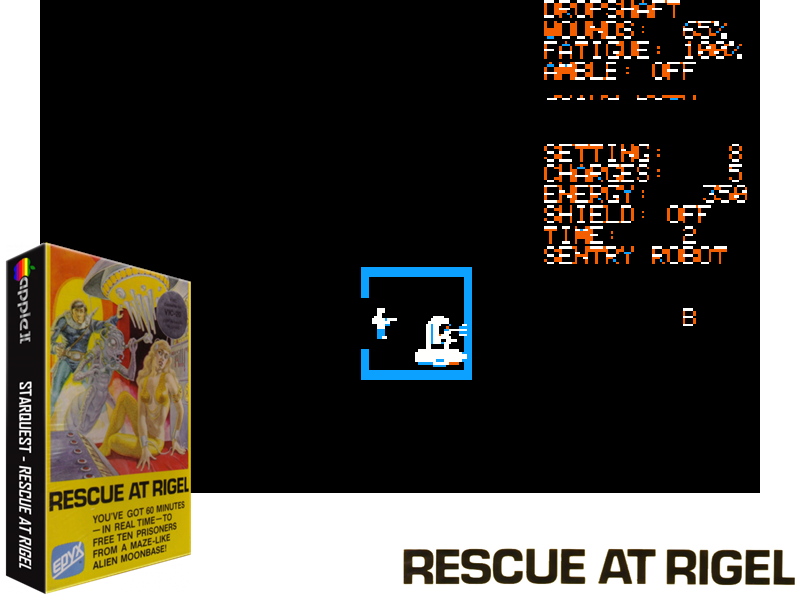 DROPSHAFT
WOUNDS: 65%
FATIGUE: 100%
AMBLE: OFF
SETTING: 8
CHARGES: 5
ENERGY: 350
SHIELD: OFF
TIME: 2
SENTRY ROBOT
B
apple II
STARQUEST - RESCUE AT RIGEL
RESCUE AT RIGEL
YOU'VE GOT 60 MINUTES
—IN REAL TIME—TO
FREE TEN PRISONERS
FROM A MAZE-LIKE
ALIEN MOONBASE!
EPYX
RESCUE AT RIGEL